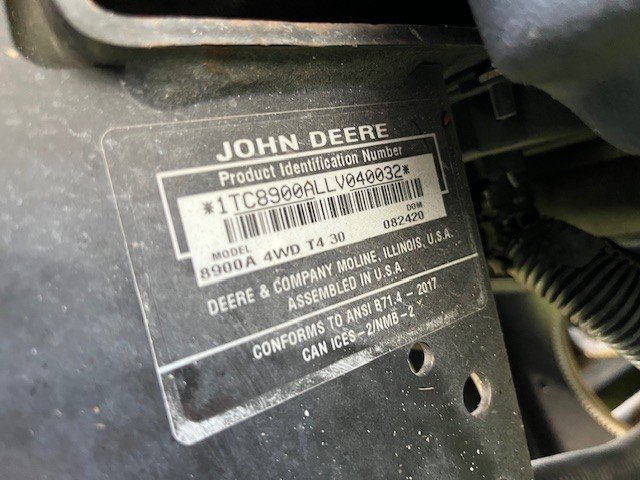 JOHN DEERE
Product Identification Number
*1TC8900ALLV040032*
MODEL DOM
8900A 4WD T4 30 082420
DEERE & COMPANY MOLINE, ILLINOIS, U.S.A.
ASSEMBLED IN U.S.A.
CONFORMS TO ANSI B71.4 - 2017
CAN ICES-2/NMB-2